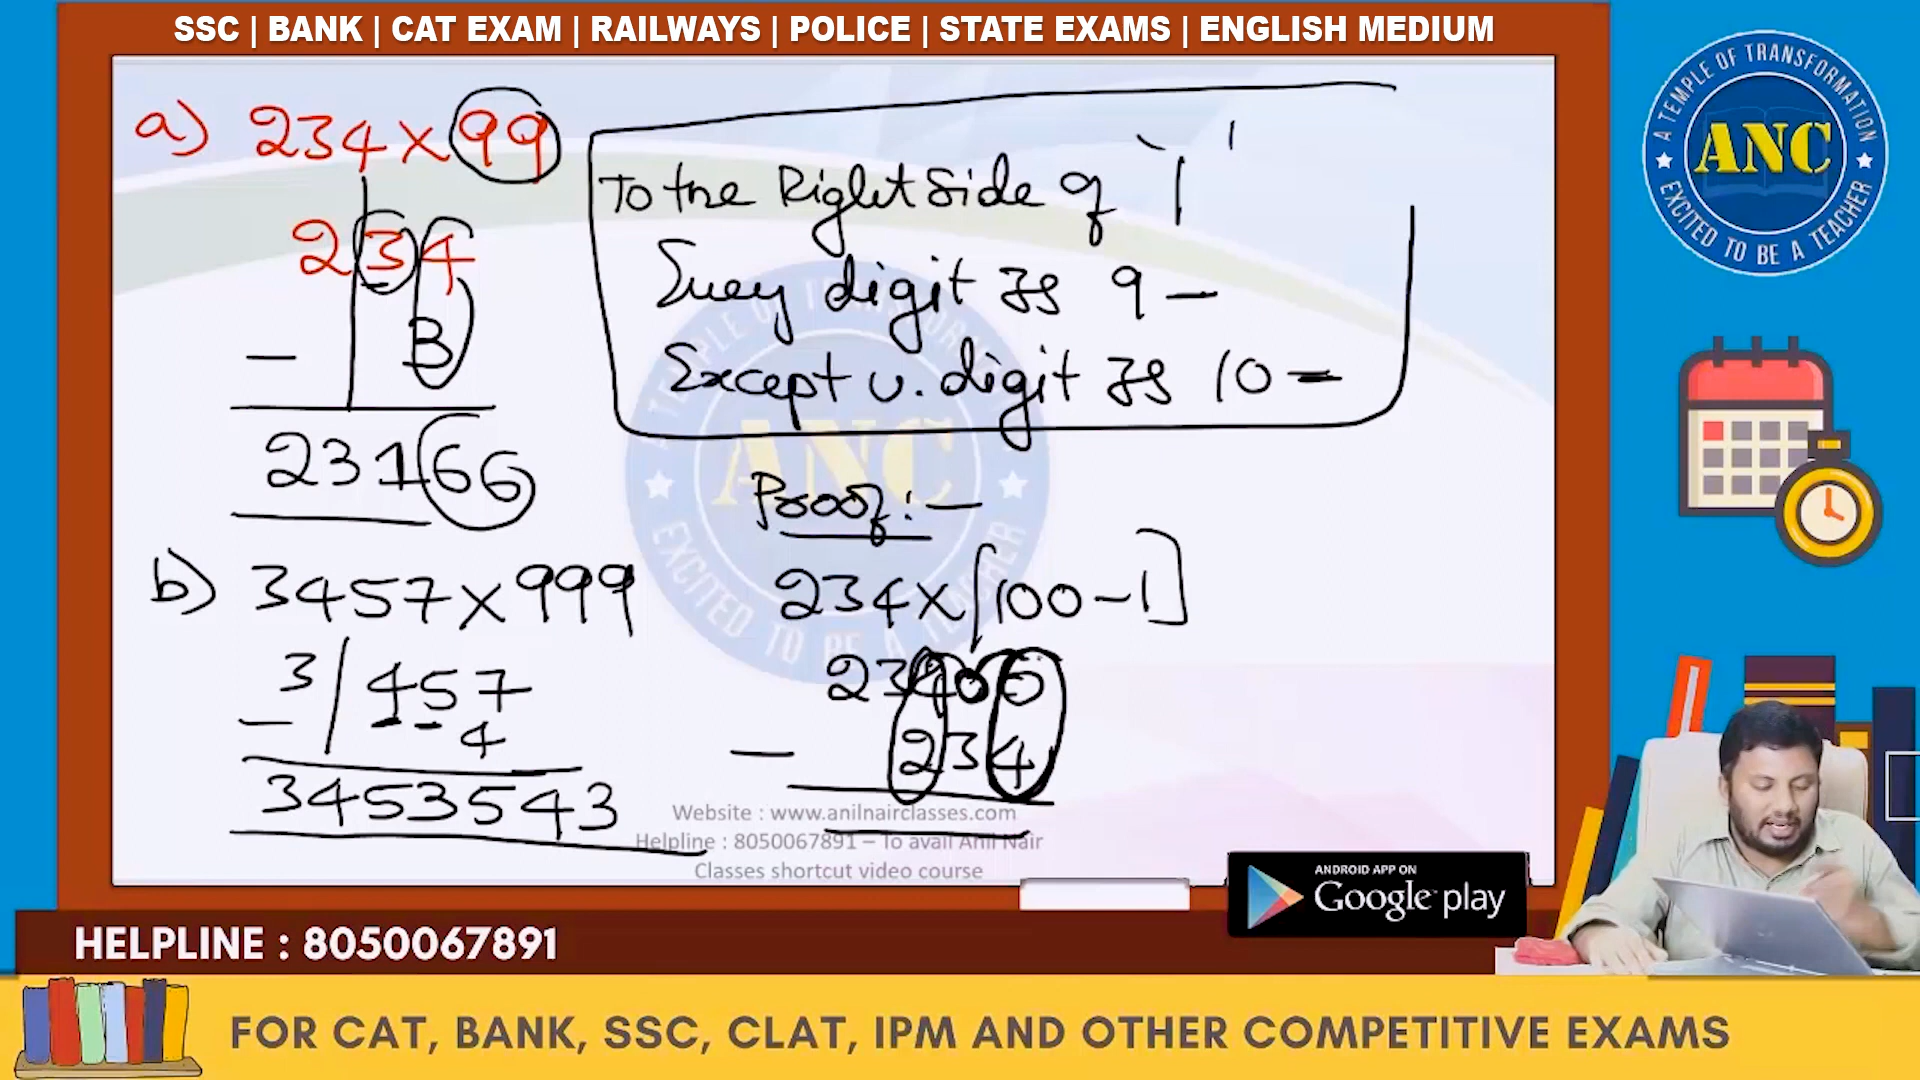 SSC | BANK | CAT EXAM | RAILWAYS | POLICE | STATE EXAMS | ENGLISH MEDIUM
a) 234×99
234
- 3
23166
To the Right Side of '|'
Every digit is 9 –
Except U. digit is 10 –
Proof:-
234×[100-1]
23400
- 234
b) 3457×999
3/457
- 4
3453543
Website : www.anilnairclasses.com
Helpline : 8050067891 – To avail Anil Nair
Classes shortcut video course
A TEMPLE OF TRANSFORMATION
ANC
EXCITED TO BE A TEACHER
ANDROID APP ON
Google play
HELPLINE : 8050067891
FOR CAT, BANK, SSC, CLAT, IPM AND OTHER COMPETITIVE EXAMS